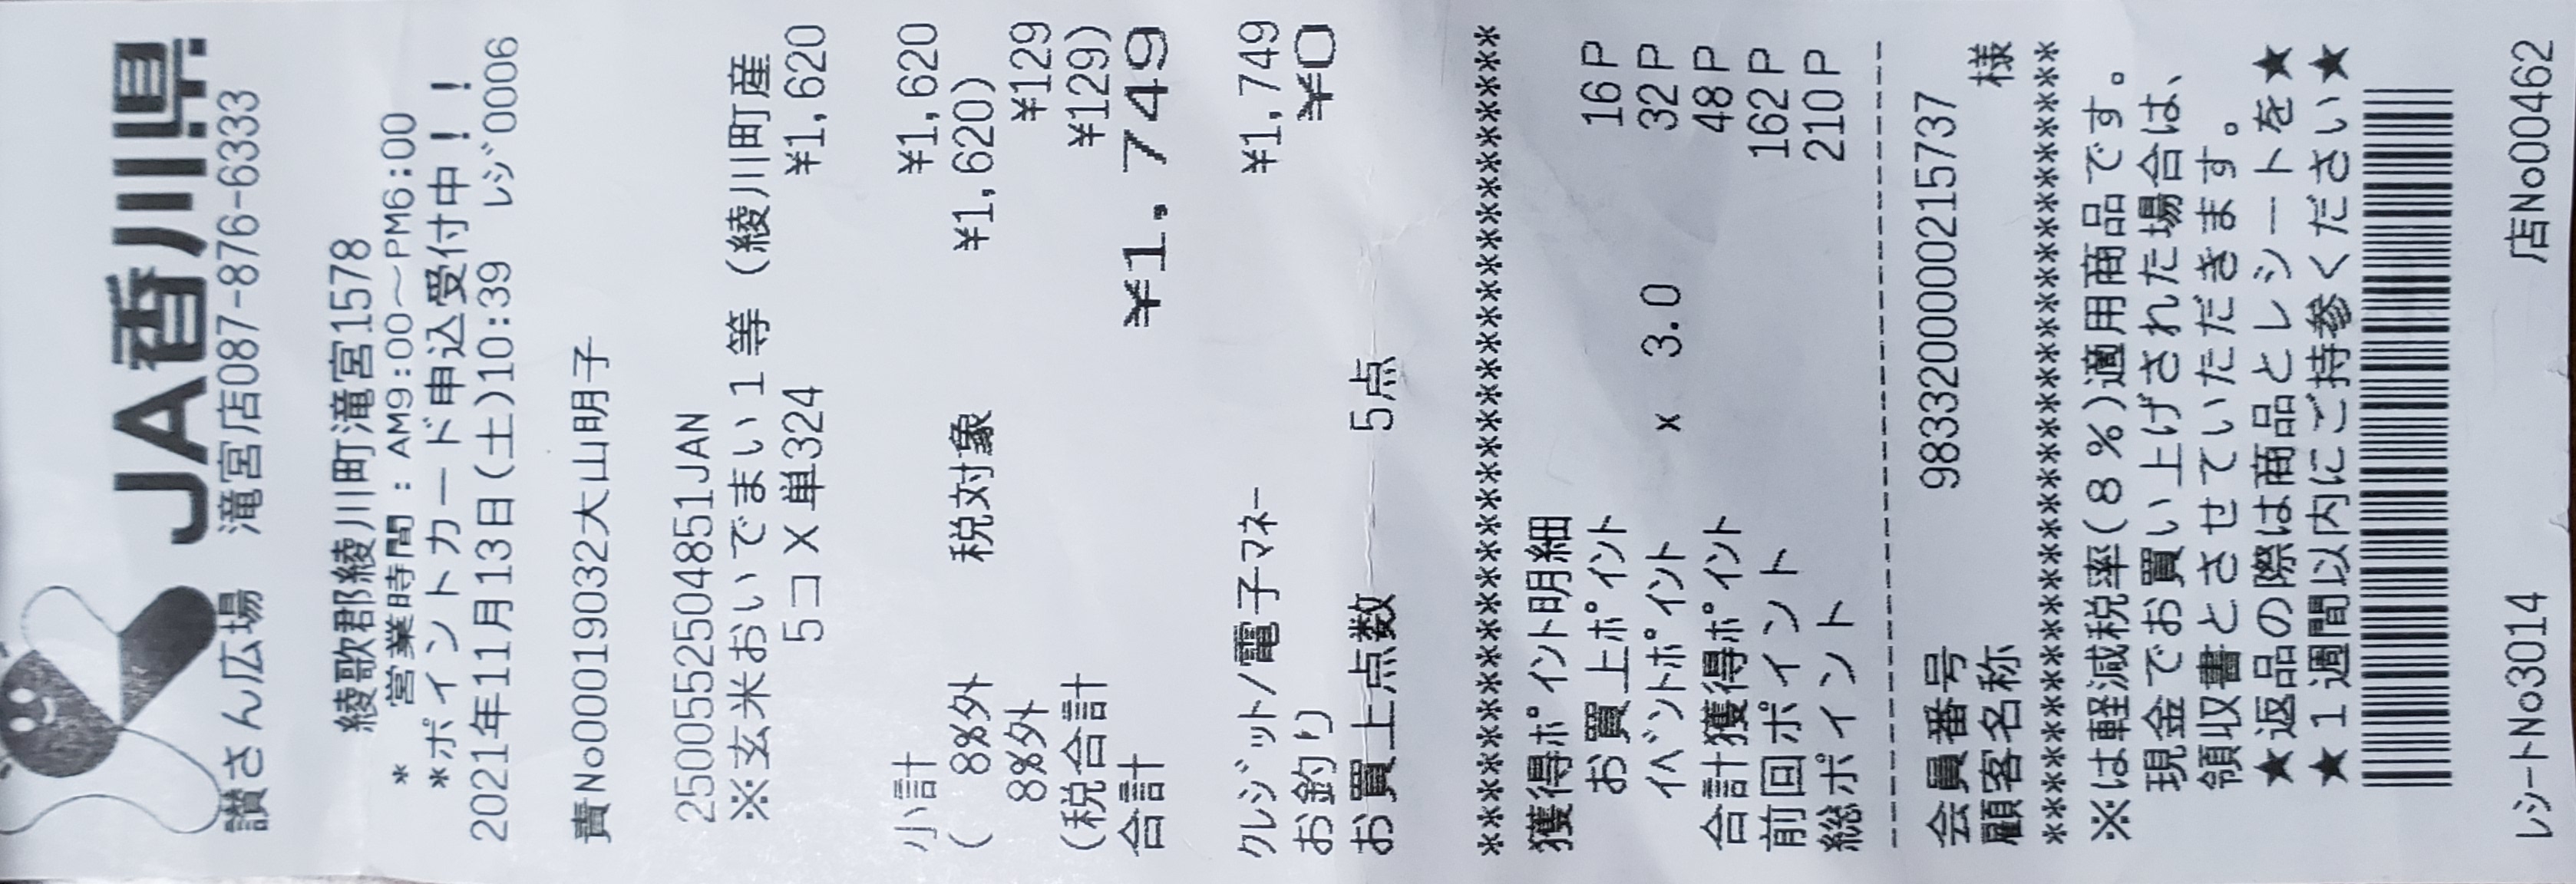 JA香川県
讃さん広場 滝宮店087-876-6333
綾歌郡綾川町滝宮1578
* 営業時間：AM9:00～PM6:00
*ポイントカード申込受付中！！
2021年11月13日(土)10:39 ﾚｼﾞ0006
責No00019032大山明子
2500552504851JAN
※玄米おいでまい１等（綾川町産
5コ X 単324 ¥1,620
小計 ¥1,620
( 8%外 税対象 ¥1,620)
8%外 ¥129
(税合計 ¥129)
合計 ¥1,749
ｸﾚｼﾞｯﾄ/電子ﾏﾈｰ ¥1,749
お釣り ¥0
お買上点数 5点
****************************************
獲得ﾎﾟｲﾝﾄ明細
お買上ﾎﾟｲﾝﾄ 16P
ｲﾍﾞﾝﾄﾎﾟｲﾝﾄ x 3.0 32P
合計獲得ﾎﾟｲﾝﾄ 48P
前回ポイント 162P
総ポイント 210P
----------------------------------------
会員番号 9833200000215737
顧客名称 様
****************************************
※は軽減税率(８％)適用商品です。
現金でお買い上げされた場合は、
領収書とさせていただきます。
★返品の際は商品とレシートを★
★１週間以内にご持参ください★
ﾚｼｰﾄNo3014 店No00462